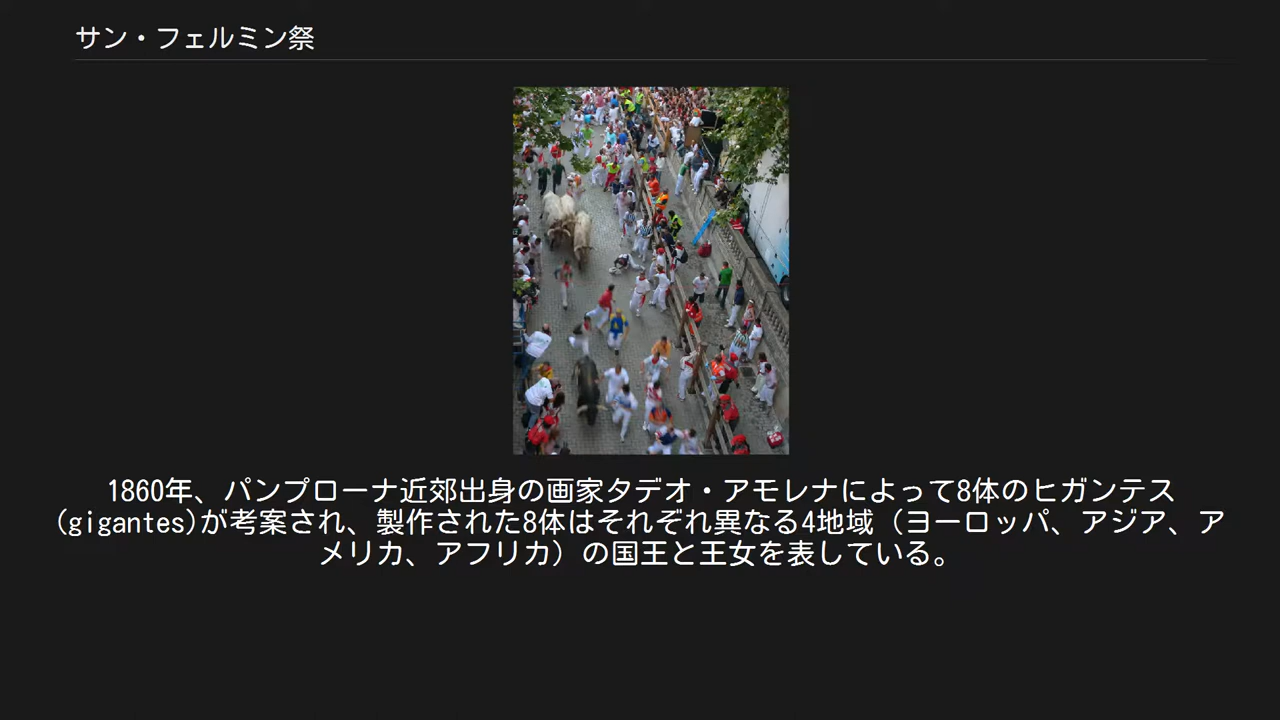 サン・フェルミン祭
1860年、パンプローナ近郊出身の画家タデオ・アモレナによって8体のヒガンテス
(gigantes)が考案され、製作された8体はそれぞれ異なる4地域（ヨーロッパ、アジア、ア
メリカ、アフリカ）の国王と王女を表している。